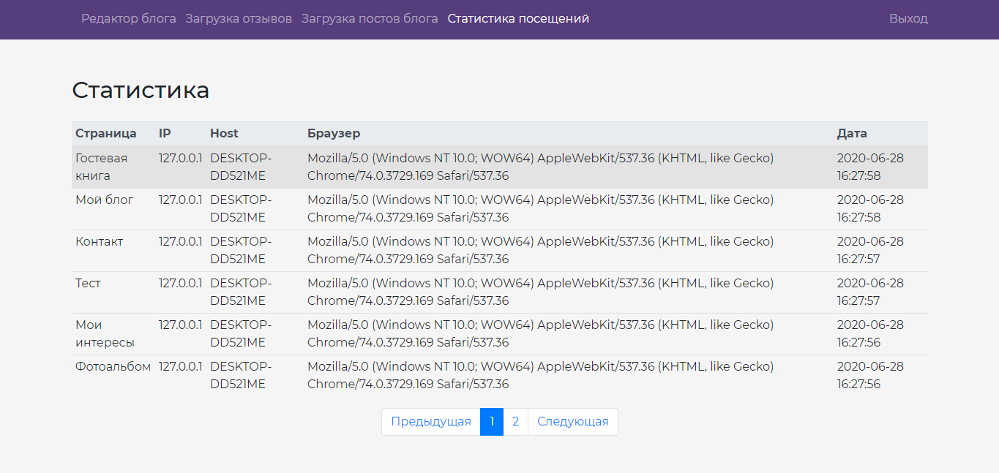 Редактор блога Загрузка отзывов Загрузка постов блога Статистика посещений Выход
Статистика
Страница IP Host Браузер Дата
Гостевая 127.0.0.1 DESKTOP- Mozilla/5.0 (Windows NT 10.0; WOW64) AppleWebKit/537.36 (KHTML, like Gecko) 2020-06-28
книга DD521ME Chrome/74.0.3729.169 Safari/537.36 16:27:58
Мой блог 127.0.0.1 DESKTOP- Mozilla/5.0 (Windows NT 10.0; WOW64) AppleWebKit/537.36 (KHTML, like Gecko) 2020-06-28
DD521ME Chrome/74.0.3729.169 Safari/537.36 16:27:58
Контакт 127.0.0.1 DESKTOP- Mozilla/5.0 (Windows NT 10.0; WOW64) AppleWebKit/537.36 (KHTML, like Gecko) 2020-06-28
DD521ME Chrome/74.0.3729.169 Safari/537.36 16:27:57
Тест 127.0.0.1 DESKTOP- Mozilla/5.0 (Windows NT 10.0; WOW64) AppleWebKit/537.36 (KHTML, like Gecko) 2020-06-28
DD521ME Chrome/74.0.3729.169 Safari/537.36 16:27:57
Мои 127.0.0.1 DESKTOP- Mozilla/5.0 (Windows NT 10.0; WOW64) AppleWebKit/537.36 (KHTML, like Gecko) 2020-06-28
интересы DD521ME Chrome/74.0.3729.169 Safari/537.36 16:27:56
Фотоальбом 127.0.0.1 DESKTOP- Mozilla/5.0 (Windows NT 10.0; WOW64) AppleWebKit/537.36 (KHTML, like Gecko) 2020-06-28
DD521ME Chrome/74.0.3729.169 Safari/537.36 16:27:56
Предыдущая 1 2 Следующая